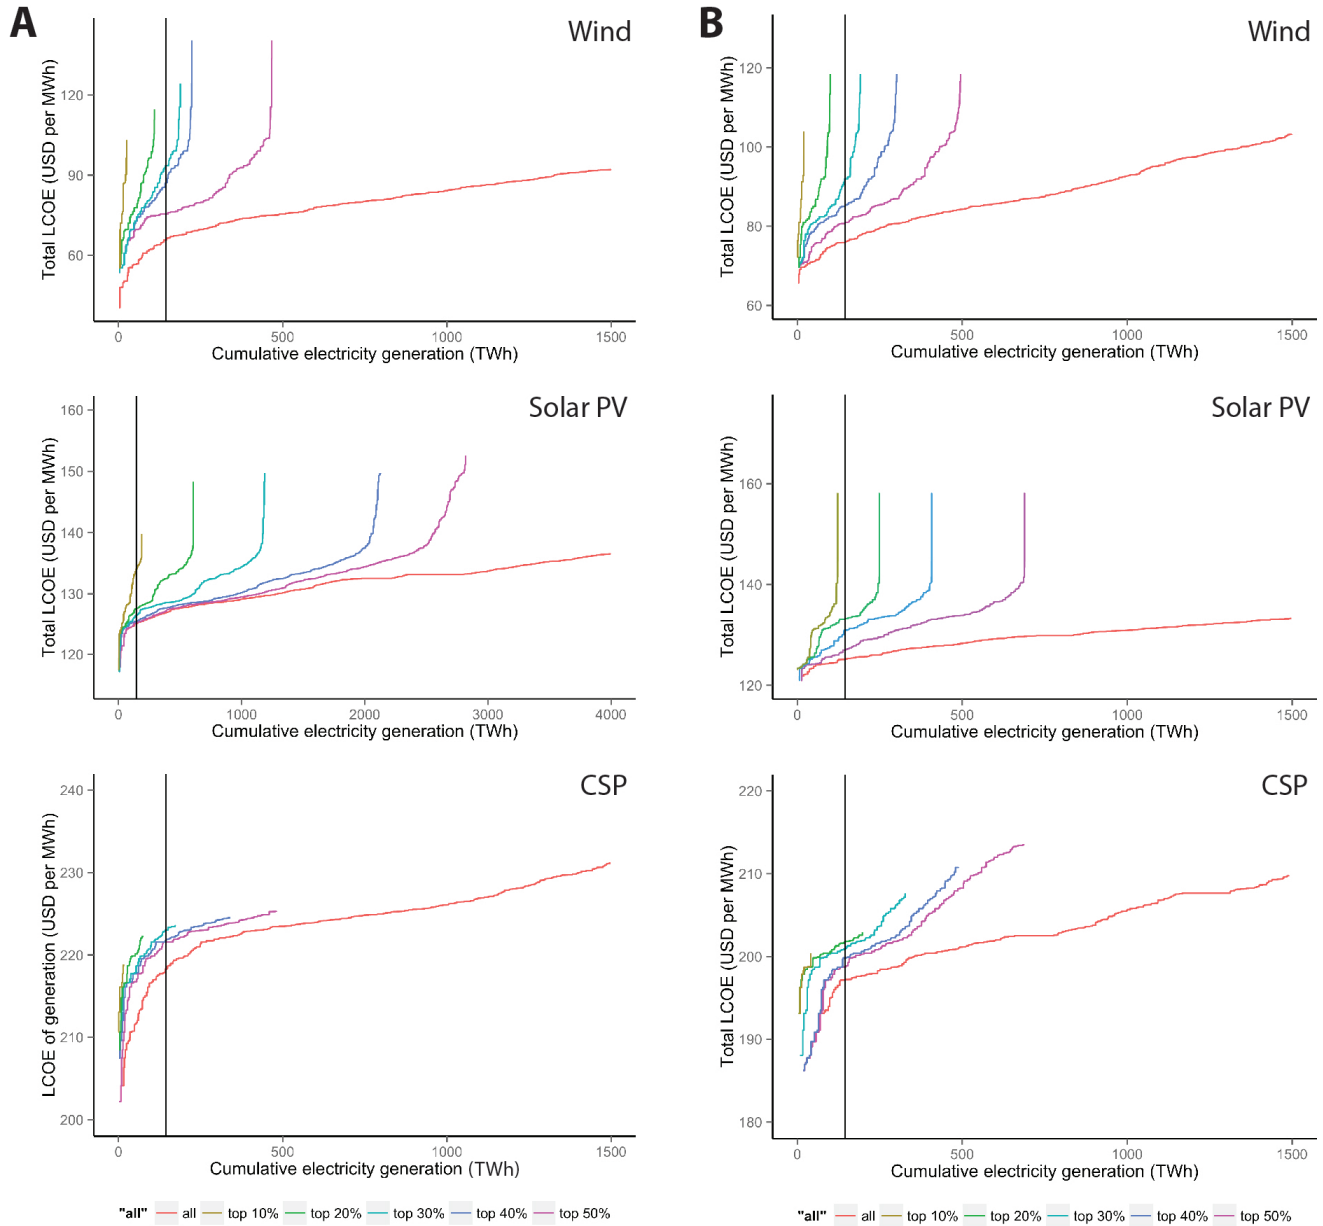 A
Wind
Total LCOE (USD per MWh)
120
90
60
0
500
1000
1500
Cumulative electricity generation (TWh)
B
Wind
Total LCOE (USD per MWh)
120
100
80
60
0
500
1000
1500
Cumulative electricity generation (TWh)
Solar PV
Total LCOE (USD per MWh)
160
150
140
130
120
0
1000
2000
3000
4000
Cumulative electricity generation (TWh)
Solar PV
Total LCOE (USD per MWh)
160
140
120
0
500
1000
1500
Cumulative electricity generation (TWh)
CSP
LCOE of generation (USD per MWh)
240
230
220
210
200
0
500
1000
1500
Cumulative electricity generation (TWh)
CSP
Total LCOE (USD per MWh)
220
210
200
190
180
0
500
1000
1500
Cumulative electricity generation (TWh)
"all" all top 10% top 20% top 30% top 40% top 50%
"all" all top 10% top 20% top 30% top 40% top 50%